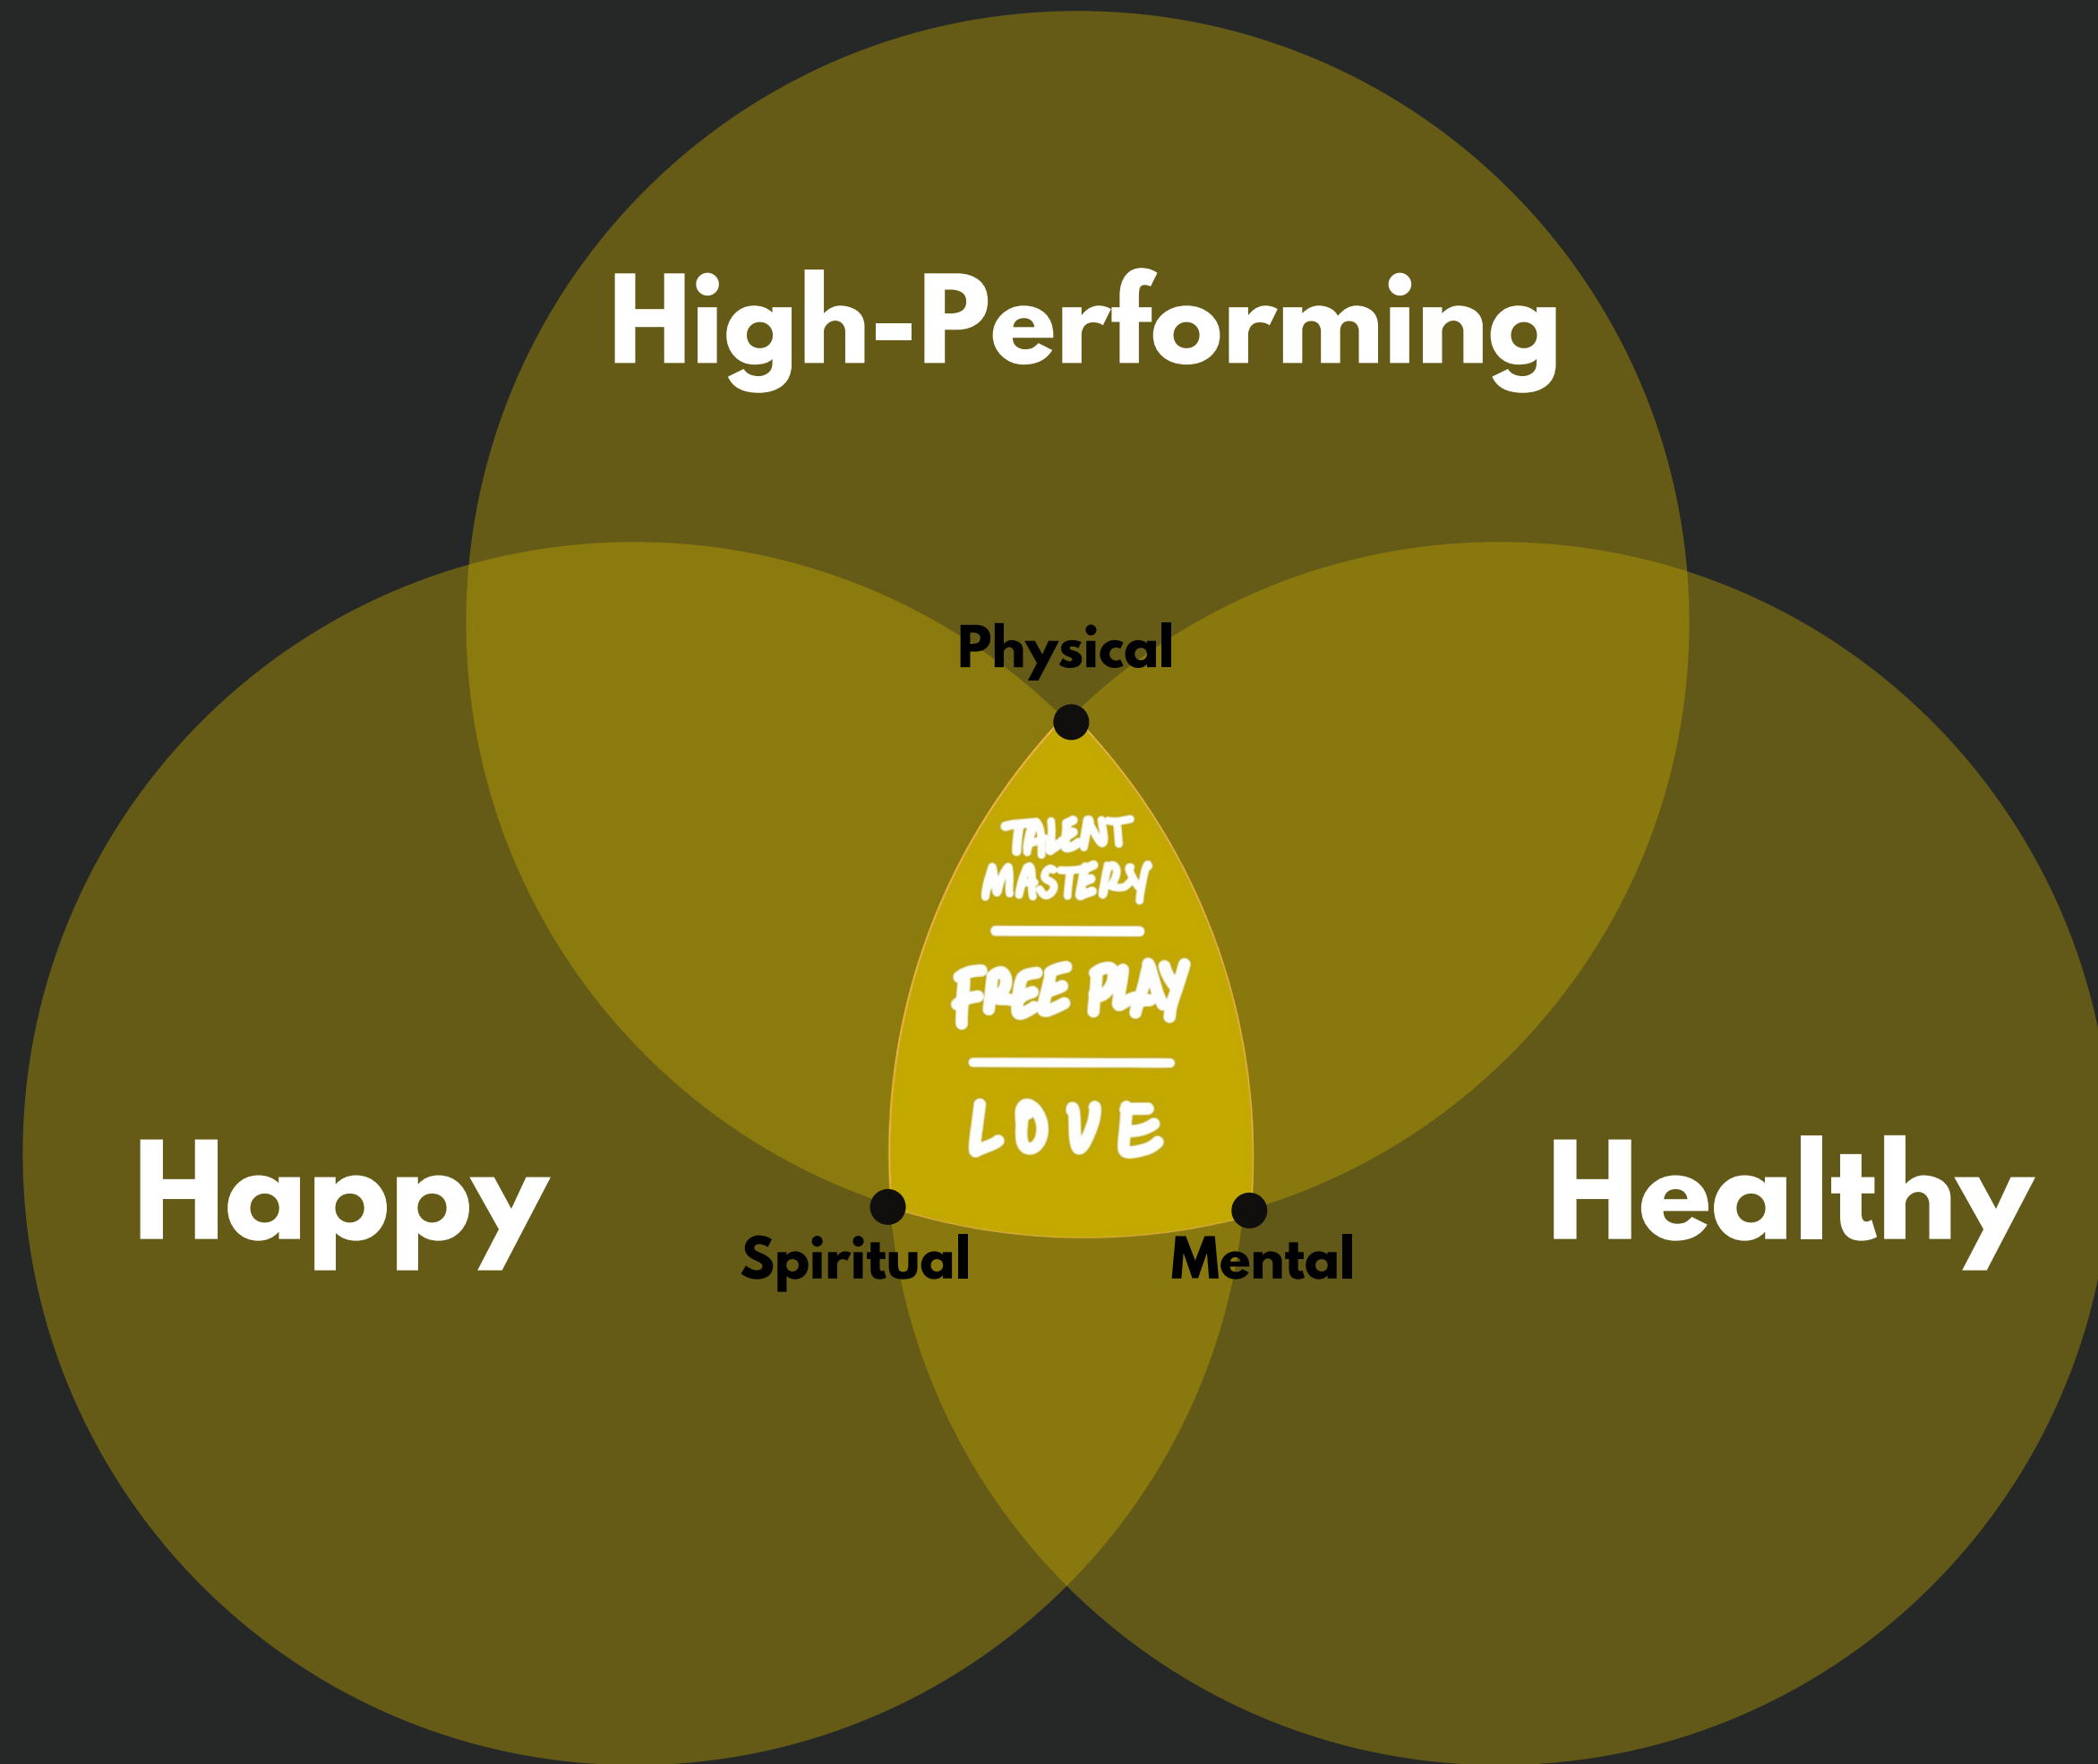 High-Performing
Physical
TALENT
MASTERY
FREE PLAY
LOVE
Happy
Healthy
Spiritual
Mental